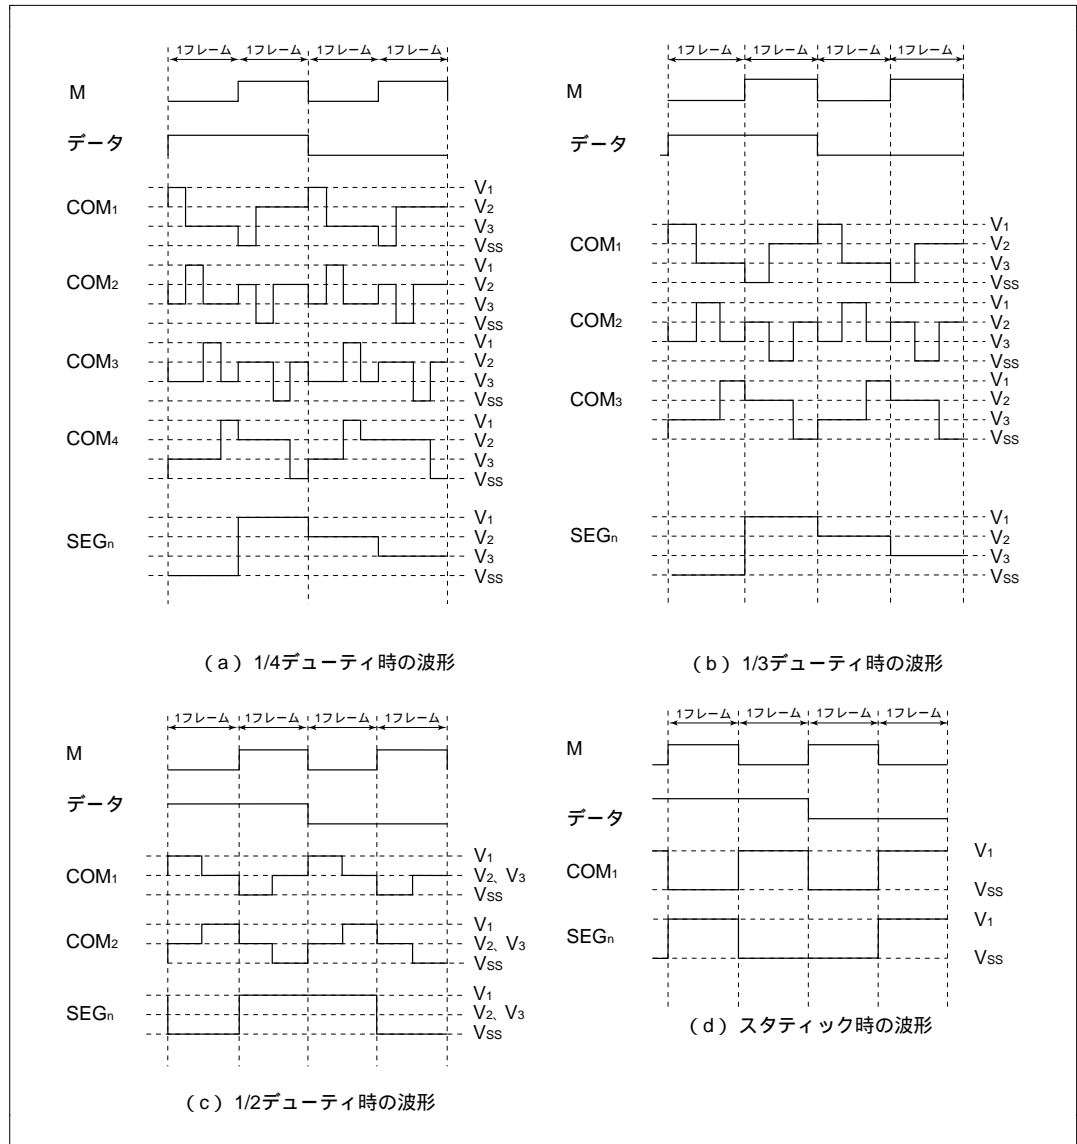 1フレーム 1フレーム 1フレーム 1フレーム
M
データ
COM1
V1
V2
V3
VSS
COM2
V1
V2
V3
VSS
COM3
V1
V2
V3
VSS
COM4
V1
V2
V3
VSS
SEGn
V1
V2
V3
VSS
(a) 1/4デューティ時の波形
1フレーム 1フレーム 1フレーム 1フレーム
M
データ
COM1
V1
V2
V3
VSS
COM2
V1
V2
V3
VSS
COM3
V1
V2
V3
VSS
SEGn
V1
V2
V3
VSS
(b) 1/3デューティ時の波形
1フレーム 1フレーム 1フレーム 1フレーム
M
データ
COM1
V1
V2、V3
VSS
COM2
V1
V2、V3
VSS
SEGn
V1
V2、V3
VSS
(c) 1/2デューティ時の波形
1フレーム 1フレーム 1フレーム 1フレーム
M
データ
COM1
V1
VSS
SEGn
V1
VSS
(d) スタティック時の波形